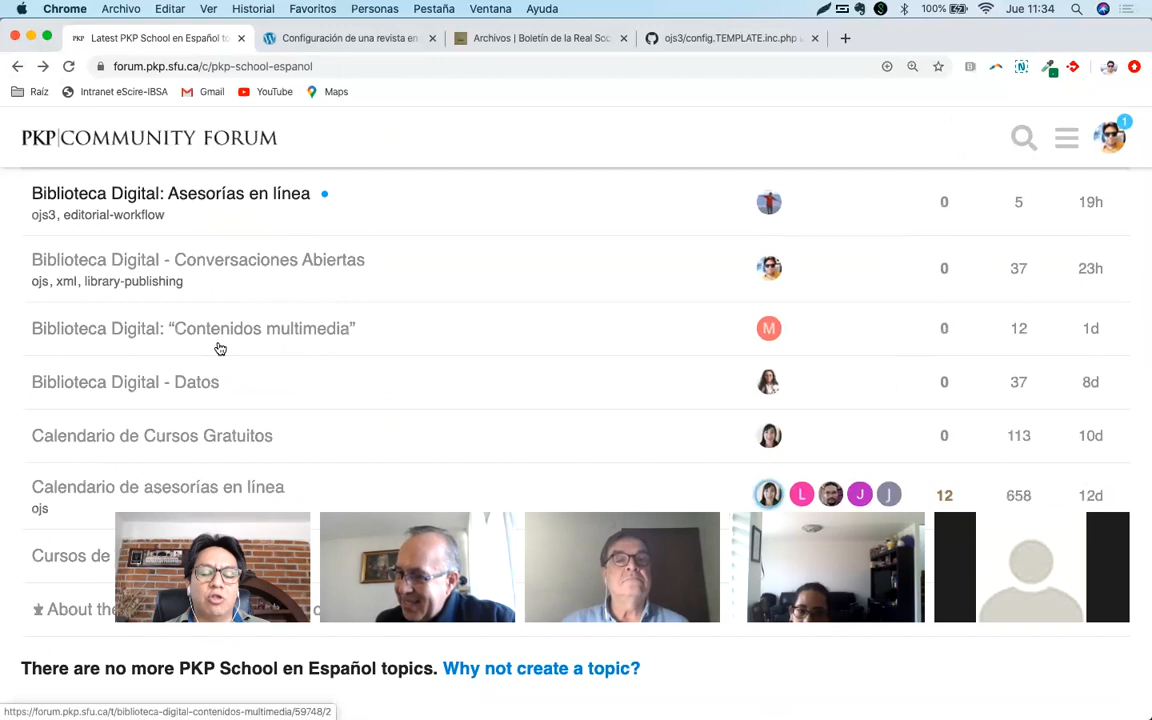 Chrome Archivo Editar Ver Historial Favoritos Personas Pestaña Ventana Ayuda 100% Jue 11:34
PKP Latest PKP School en Español to Configuración de una revista en Archivos | Boletín de la Real Soc ojs3/config.TEMPLATE.inc.php
forum.pkp.sfu.ca/c/pkp-school-espanol
Raíz Intranet eScire-IBSA Gmail YouTube Maps
PKP|COMMUNITY FORUM 1
Biblioteca Digital: Asesorías en línea 0 5 19h
ojs3, editorial-workflow
Biblioteca Digital - Conversaciones Abiertas 0 37 23h
ojs, xml, library-publishing
Biblioteca Digital: “Contenidos multimedia” M 0 12 1d
Biblioteca Digital - Datos 0 37 8d
Calendario de Cursos Gratuitos 0 113 10d
Calendario de asesorías en línea L J J 12 658 12d
ojs
Cursos de
About the
There are no more PKP School en Español topics. Why not create a topic?
https://forum.pkp.sfu.ca/t/biblioteca-digital-contenidos-multimedia/59748/2